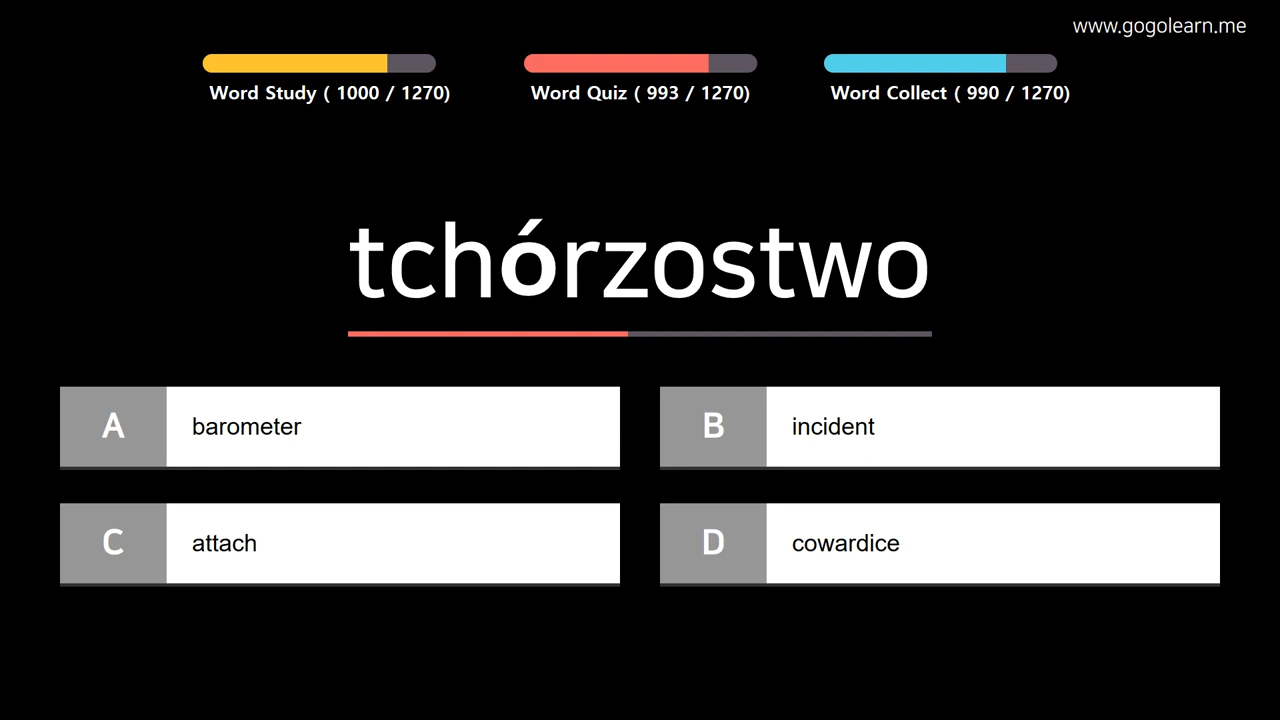 www.gogolearn.me
Word Study ( 1000 / 1270)
Word Quiz ( 993 / 1270)
Word Collect ( 990 / 1270)
tchórzostwo
A barometer
B incident
C attach
D cowardice